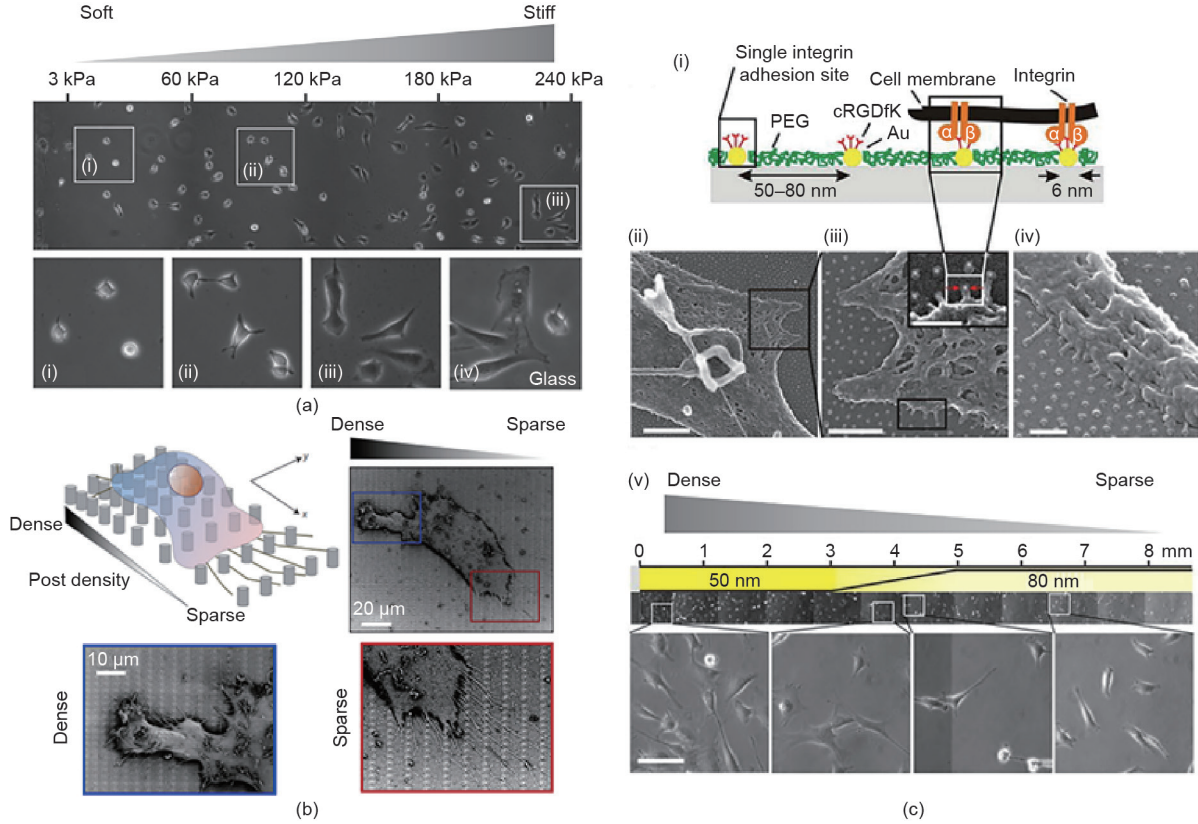 Soft
Stiff
3 kPa
60 kPa
120 kPa
180 kPa
240 kPa
(i)
(ii)
(iii)
(i)
(ii)
(iii)
(iv)
Glass
(a)
Dense
Post density
Sparse
y
x
Dense
Sparse
20 μm
Dense
10 μm
Sparse
(b)
(i)
Single integrin
adhesion site
Cell membrane
Integrin
PEG
cRGDfK
Au
α
β
α
β
50–80 nm
6 nm
(ii)
(iii)
(iv)
(v)
Dense
Sparse
0
1
2
3
4
5
6
7
8 mm
50 nm
80 nm
(c)